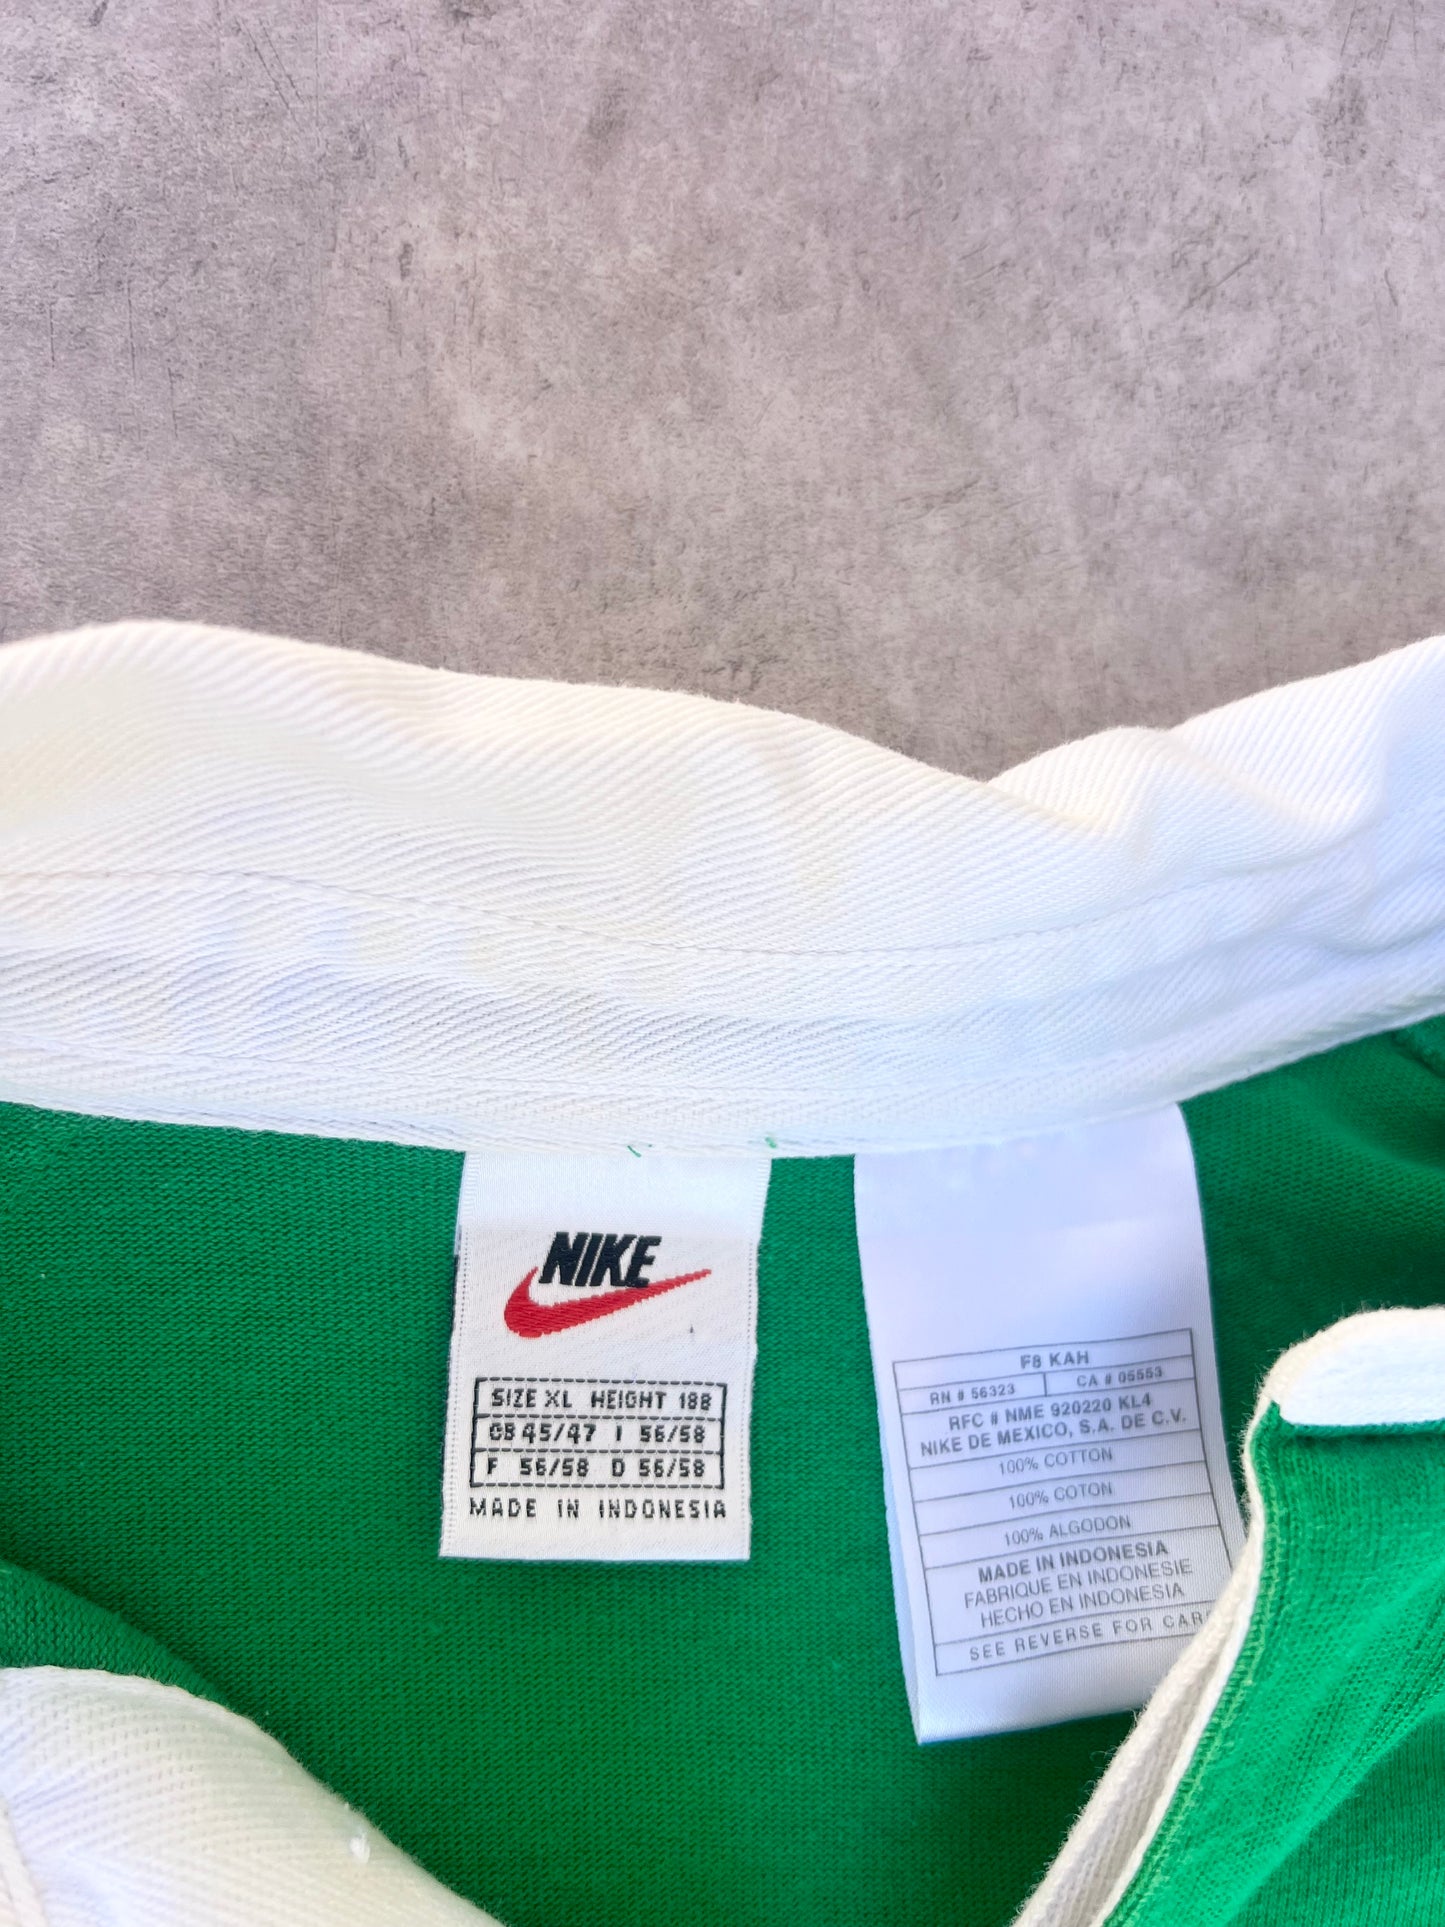 NIKE
SIZE XL HEIGHT 188
GB 45/47 I 56/58
F 56/58 D 56/58
MADE IN INDONESIA
F8 KAH
RN # 56323 CA # 05553
RFC # NME 920220 KL4
NIKE DE MEXICO, S.A. DE C.V.
100% COTTON
100% COTON
100% ALGODON
MADE IN INDONESIA
FABRIQUE EN INDONESIE
HECHO EN INDONESIA
SEE REVERSE FOR CAR